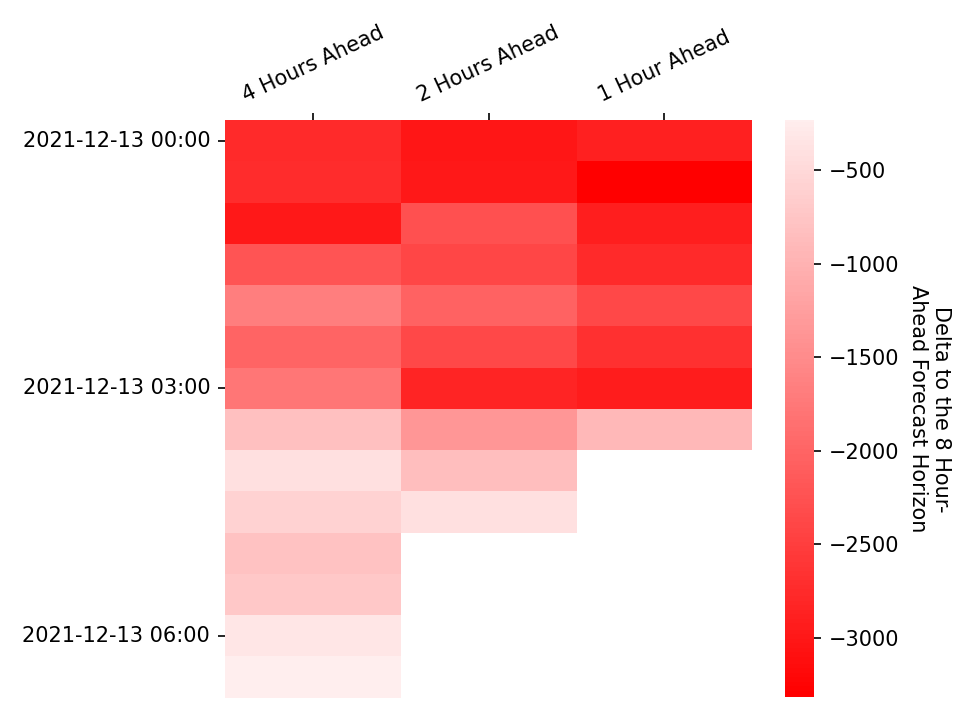 4 Hours Ahead
2 Hours Ahead
1 Hour Ahead
2021-12-13 00:00
2021-12-13 03:00
2021-12-13 06:00
−500
−1000
−1500
−2000
−2500
−3000
Delta to the 8 Hour-
Ahead Forecast Horizon